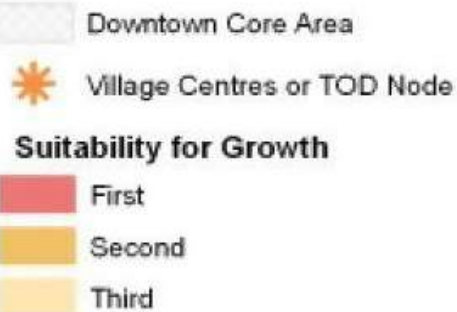 Downtown Core Area
Village Centres or TOD Node
Suitability for Growth
First
Second
Third